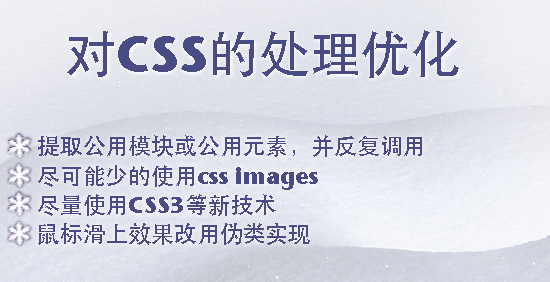 对CSS的处理优化
提取公用模块或公用元素，并反复调用
尽可能少的使用css images
尽量使用CSS3等新技术
鼠标滑上效果改用伪类实现